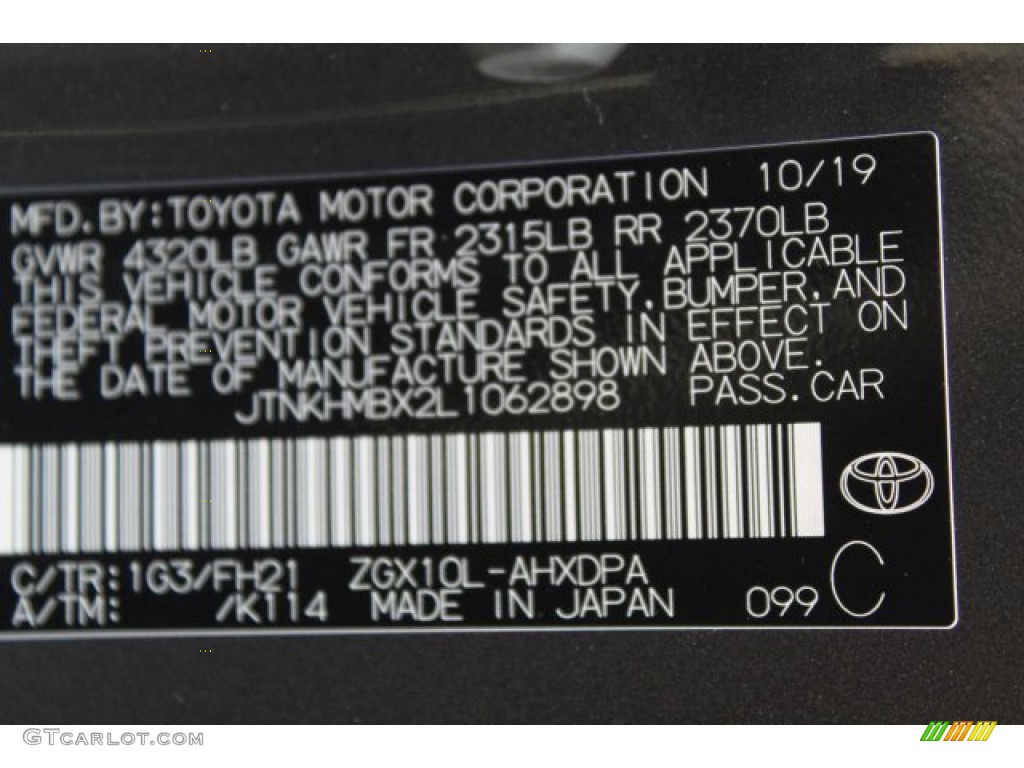 MFD.BY:TOYOTA MOTOR CORPORATION 10/19
GVWR 4320LB GAWR FR 2315LB RR 2370LB
THIS VEHICLE CONFORMS TO ALL APPLICABLE
FEDERAL MOTOR VEHICLE SAFETY,BUMPER,AND
THEFT PREVENTION STANDARDS IN EFFECT ON
THE DATE OF MANUFACTURE SHOWN ABOVE.
JTNKHMBX2L1062898 PASS.CAR
C/TR:1G3/FH21 ZGX10L-AHXDPA
A/TM: /K114 MADE IN JAPAN 099 C
GTCarlot.com